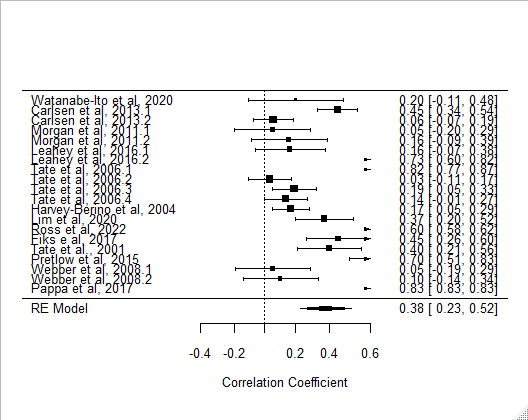 Watanabe-Ito et al, 2020 0.20 [-0.11, 0.48]
Carlsen et al, 2013.1 0.45 [ 0.34, 0.54]
Carlsen et al, 2013.2 0.06 [-0.07, 0.19]
Morgan et al, 2011.1 0.05 [-0.20, 0.29]
Morgan et al, 2011.2 0.16 [-0.09, 0.39]
Leahey et al, 2016.1 0.16 [-0.07, 0.38]
Leahey et al, 2016.2 0.73 [ 0.60, 0.82]
Tate et al, 2006.1 0.82 [ 0.77, 0.87]
Tate et al, 2006.2 0.03 [-0.11, 0.17]
Tate et al, 2006.3 0.19 [ 0.05, 0.33]
Tate et al, 2006.4 0.14 [-0.01, 0.27]
Harvey-Berino et al, 2004 0.17 [ 0.05, 0.29]
Lim et al, 2020 0.37 [ 0.20, 0.52]
Ross et al, 2022 0.60 [ 0.58, 0.62]
et al, 2017 0.45 [ 0.26, 0.60]
Tate et al, 2001 0.40 [ 0.21, 0.56]
Pretlow et al, 2015 0.70 [ 0.51, 0.83]
Webber et al, 2008.1 0.05 [-0.19, 0.29]
Webber et al, 2008.2 0.10 [-0.14, 0.34]
Pappa et al, 2017 0.83 [ 0.83, 0.83]
RE Model 0.38 [ 0.23, 0.52]
-0.4 -0.2 0.2 0.4 0.6
Correlation Coefficient